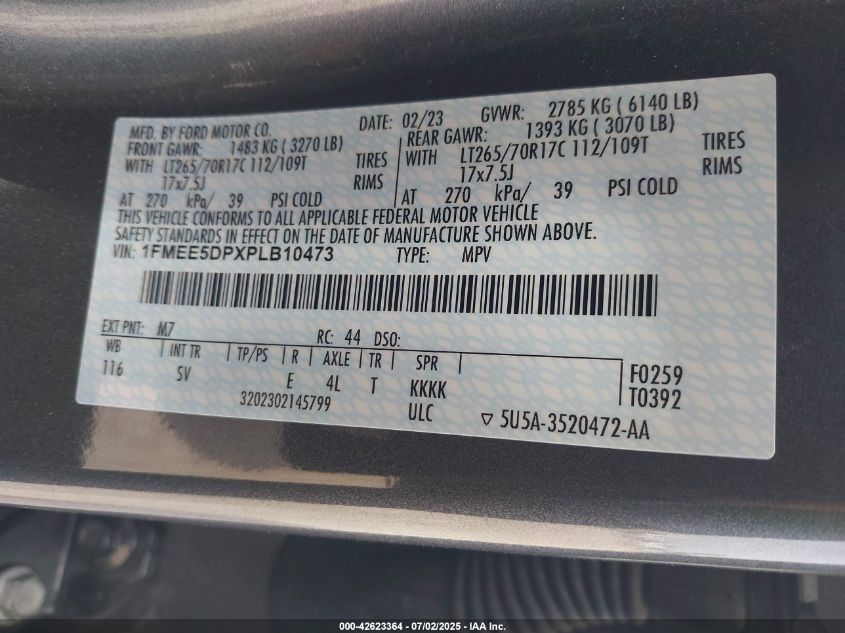 MFD. BY FORD MOTOR CO. DATE: 02/23 GVWR: 2785 KG ( 6140 LB)
FRONT GAWR: 1483 KG ( 3270 LB) REAR GAWR: 1393 KG ( 3070 LB)
WITH LT265/70R17C 112/109T TIRES WITH LT265/70R17C 112/109T TIRES
17x7.5J RIMS 17x7.5J RIMS
AT 270 kPa/ 39 PSI COLD AT 270 kPa/ 39 PSI COLD
THIS VEHICLE CONFORMS TO ALL APPLICABLE FEDERAL MOTOR VEHICLE
SAFETY STANDARDS IN EFFECT ON THE DATE OF MANUFACTURE SHOWN ABOVE.
VIN: 1FMEE5DPXPLB10473 TYPE: MPV
EXT PNT: M7 RC: 44 DSO:
WB INT TR TP/PS R AXLE TR SPR
116 SV E 4L T KKKK F0259
3202302145799 ULC T0392
5U5A-3520472-AA
000-42623364 - 07/02/2025 - IAA Inc.